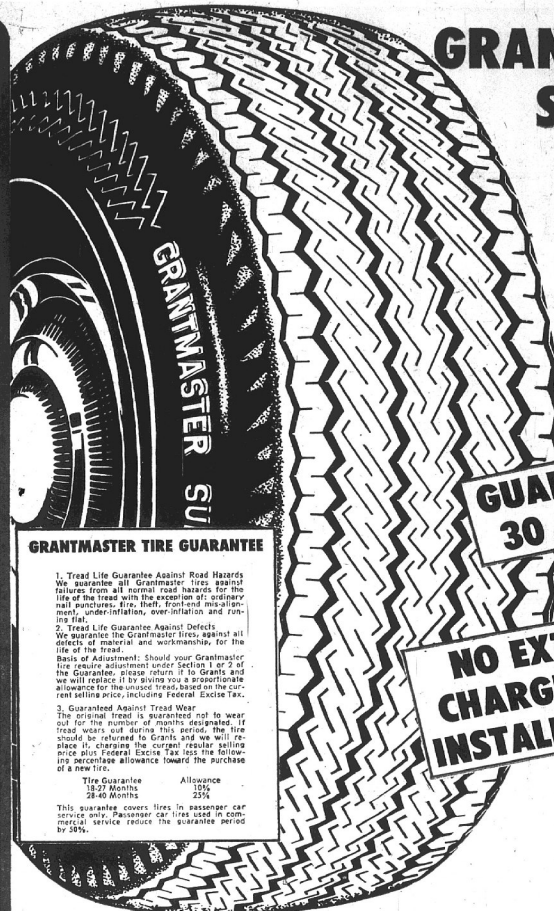 GRAN
S
GRANTMASTER SU
GUAR
30
NO EXT
CHARGE
INSTALL
GRANTMASTER TIRE GUARANTEE
1. Tread Life Guarantee Against Road Hazards
We guarantee all Grantmaster tires against
failures from all normal road hazards for the
life of the tread with the exception of: ordinary
nail punctures, fire, theft, front-end mis-align-
ment, under-inflation, over-inflation and run-
ing flat.
2. Tread Life Guarantee Against Defects
We guarantee the Grantmaster tires, against all
defects of material and workmanship, for the
life of the tread.
Basis of Adjustment: Should your Grantmaster
tire require adjustment under Section 1 or 2 of
the Guarantee, please return it to Grants and
we will replace it by giving you a proportionate
allowance for the unused tread, based on the cur-
rent selling price, including Federal Excise Tax.
3. Guaranteed Against Tread Wear
The original tread is guaranteed not to wear
out for the number of months designated. If
tread wears out during this period, the tire
should be returned to Grants and we will re-
place it, charging the current regular selling
price plus Federal Excise Tax less the follow-
ing percentage allowance toward the purchase
of a new tire.
Tire Guarantee Allowance
18-27 Months 10%
28-40 Months 25%
This guarantee covers tires in passenger car
service only. Passenger car tires used in com-
mercial service reduce the guarantee period
by 50%.